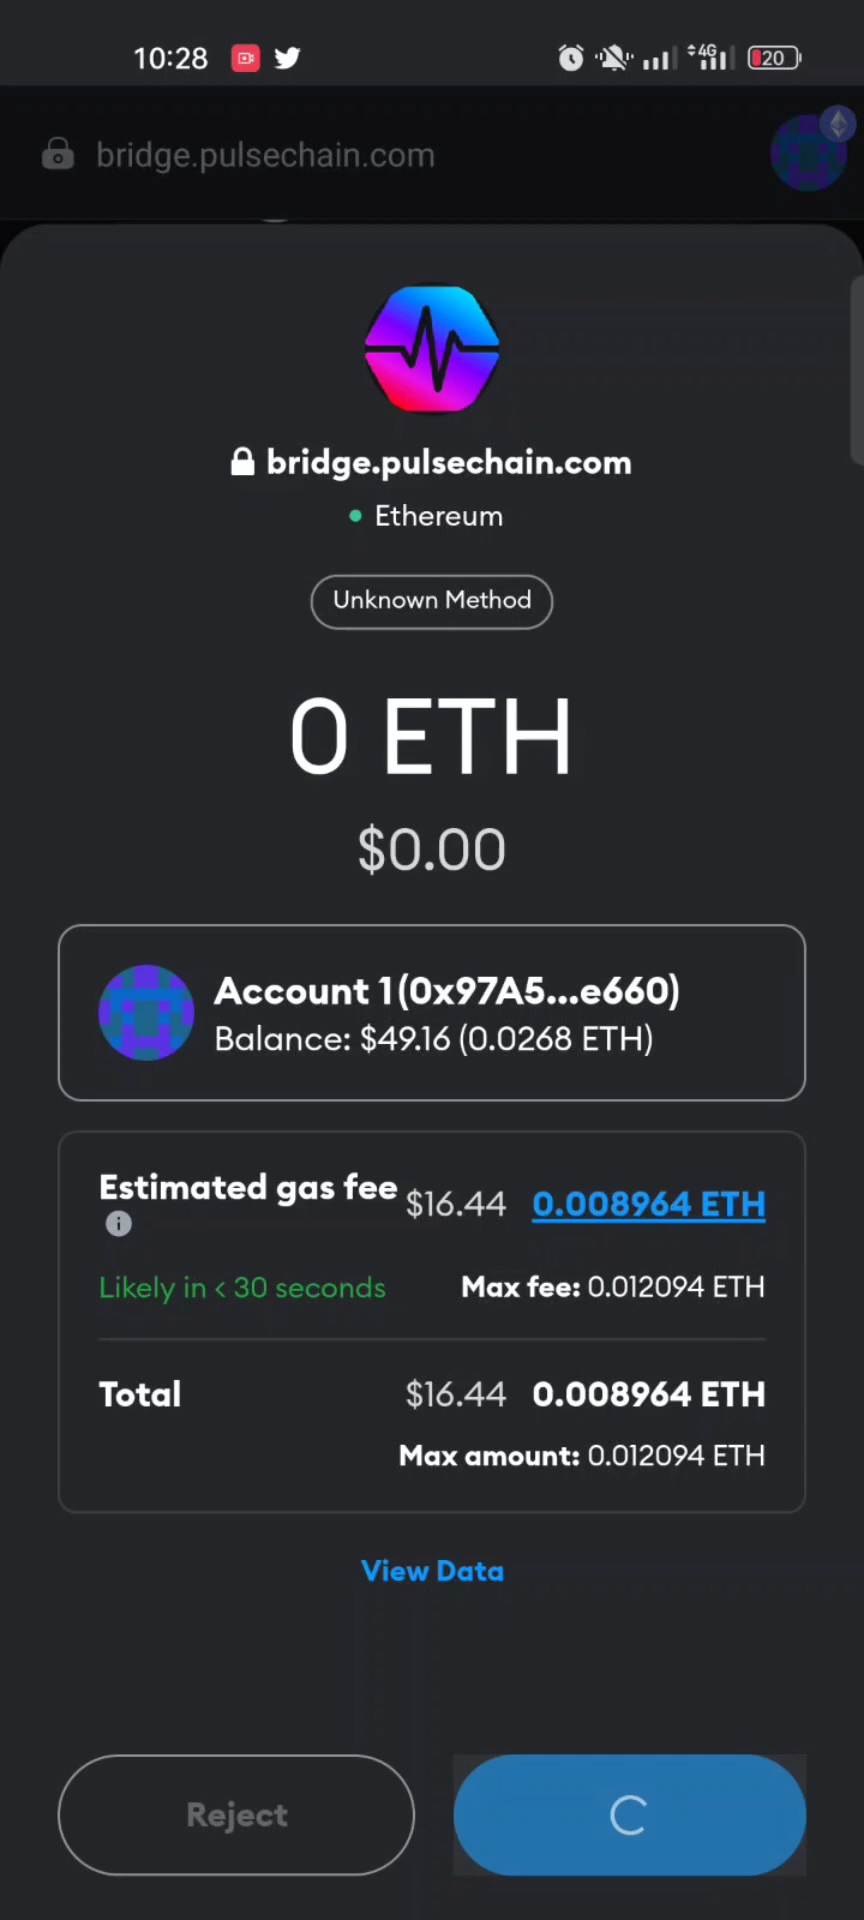 10:28
4G
20
bridge.pulsechain.com
bridge.pulsechain.com
Ethereum
Unknown Method
0 ETH
$0.00
Account 1 (0x97A5...e660)
Balance: $49.16 (0.0268 ETH)
Estimated gas fee $16.44 0.008964 ETH
Likely in < 30 seconds Max fee: 0.012094 ETH
Total $16.44 0.008964 ETH
Max amount: 0.012094 ETH
View Data
Reject